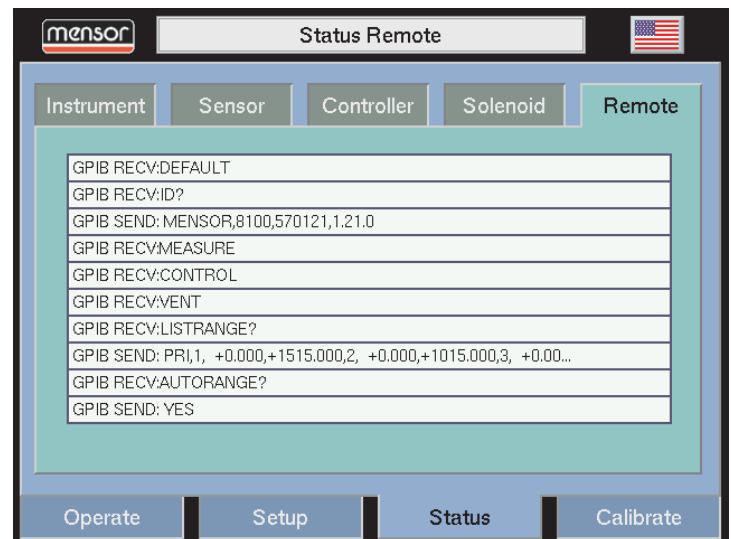 mensor
Status Remote
Instrument
Sensor
Controller
Solenoid
Remote
GPIB RECV:DEFAULT
GPIB RECV:ID?
GPIB SEND: MENSOR,8100,570121,1.21.0
GPIB RECV:MEASURE
GPIB RECV:CONTROL
GPIB RECV:VENT
GPIB RECV:LISTRANGE?
GPIB SEND: PRI,1, +0.000,+1515.000,2, +0.000,+1015.000,3, +0.00...
GPIB RECV:AUTORANGE?
GPIB SEND: YES
Operate
Setup
Status
Calibrate